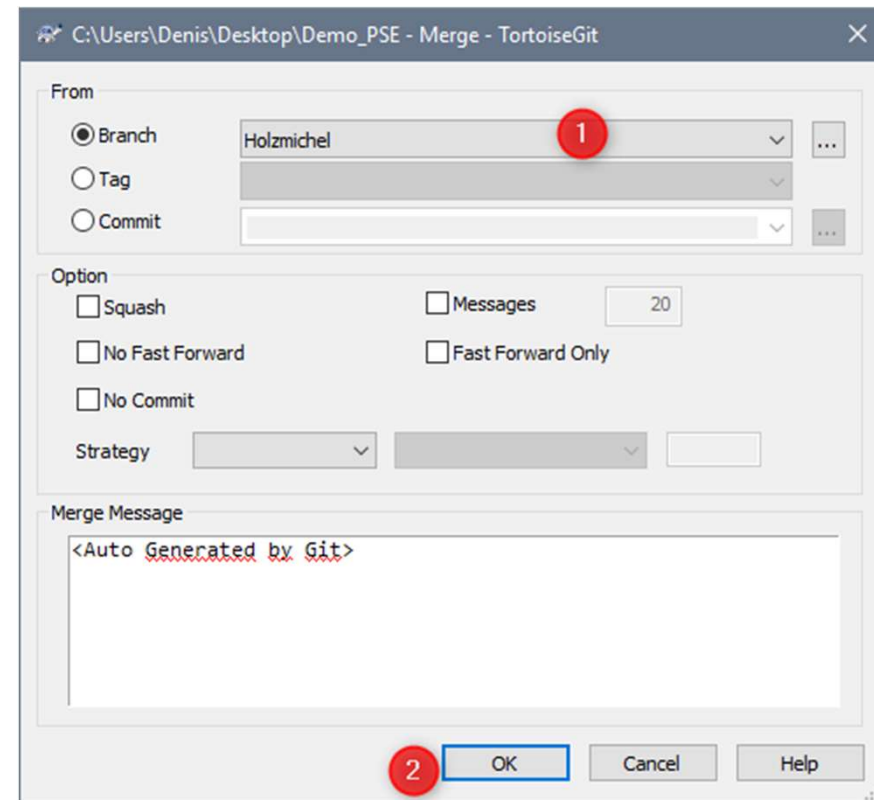 C:\Users\Denis\Desktop\Demo_PSE - Merge - TortoiseGit
From
Branch Holzmichel 1 ...
Tag
Commit ...
Option
Squash Messages 20
No Fast Forward Fast Forward Only
No Commit
Strategy
Merge Message
<Auto Generated by Git>
2 OK Cancel Help